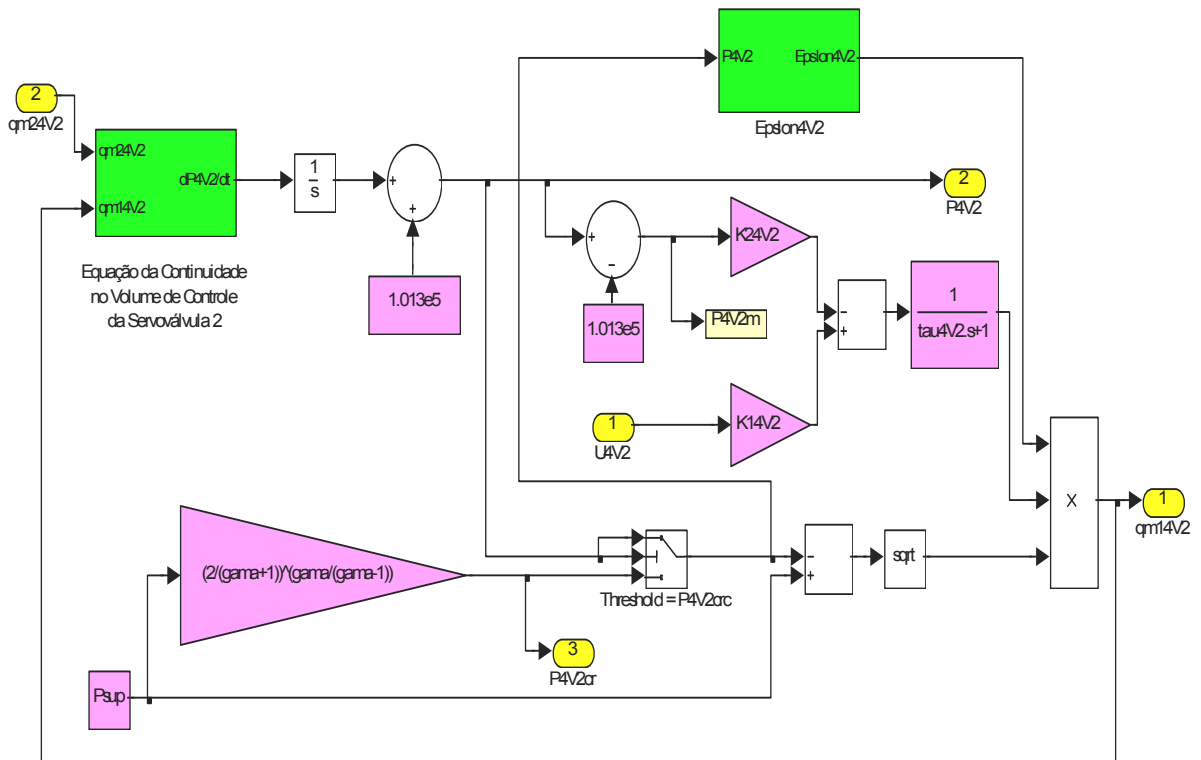 P4V2
Epslon4V2
Epslon4V2
2
qm24V2
qm24V2
qm14V2
dP4V2/dt
Equação da Continuidade
no Volume de Controle
da Servoválvula 2
1
s
+
+
1.013e5
2
P4V2
+
−
1.013e5
K24V2
P4V2m
−
+
1
tau4V2.s+1
1
U4V2
K14V2
X
1
qm14V2
(2/(gama+1))^(gama/(gama-1))
Threshold = P4V2crc
−
+
sqrt
3
P4V2cr
Psup